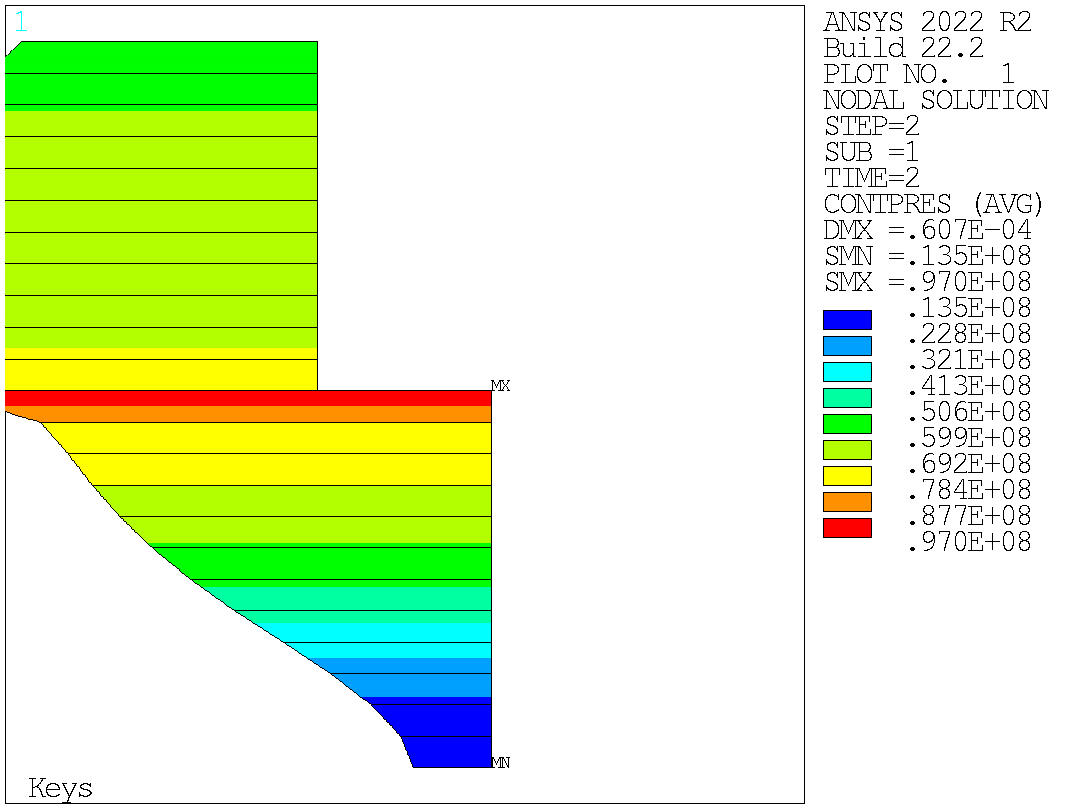 1
ANSYS 2022 R2
Build 22.2
PLOT NO.   1
NODAL SOLUTION
STEP=2
SUB =1
TIME=2
CONTPRES (AVG)
DMX =.607E-04
SMN =.135E+08
SMX =.970E+08
.135E+08
.228E+08
.321E+08
.413E+08
.506E+08
.599E+08
.692E+08
.784E+08
.877E+08
.970E+08
MX
MN
Keys